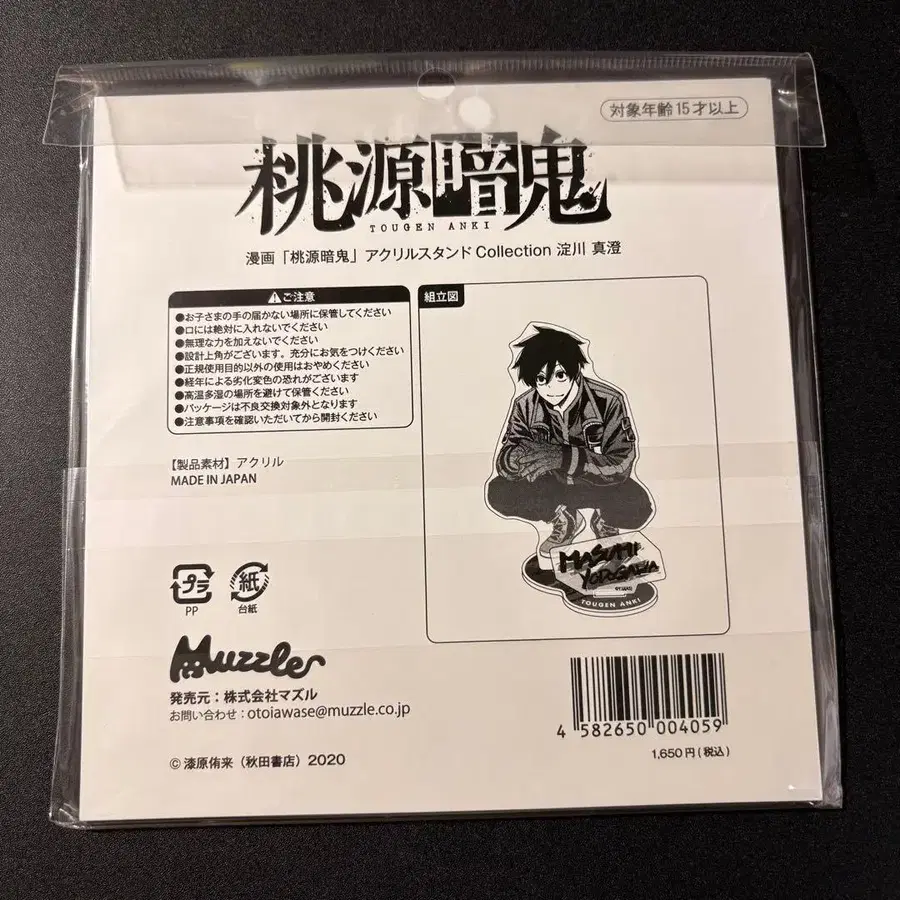 対象年齢15才以上
桃源暗鬼
TOUGEN ANKI
漫画「桃源暗鬼」アクリルスタンドCollection 淀川 真澄
⚠ご注意
●お子さまの手の届かない場所に保管してください
●口には絶対に入れないでください
●無理な力を加えないでください
●設計上角がございます。充分にお気をつけください
●正規使用目的以外の使用はおやめください
●経年による劣化変色の恐れがございます
●高温多湿の場所を避けて保管ください
●パッケージは不良交換対象外となります
●注意事項を確認いただいてから開封ください
組立図
MASUMI
YODOGAWA
TOUGEN ANKI
【製品素材】アクリル
MADE IN JAPAN
プラ
PP
紙
台紙
Muzzle
発売元：株式会社マズル
お問い合わせ：otoiawase@muzzle.co.jp
© 漆原侑来（秋田書店）2020
4 582650 004059
1,650円(税込)